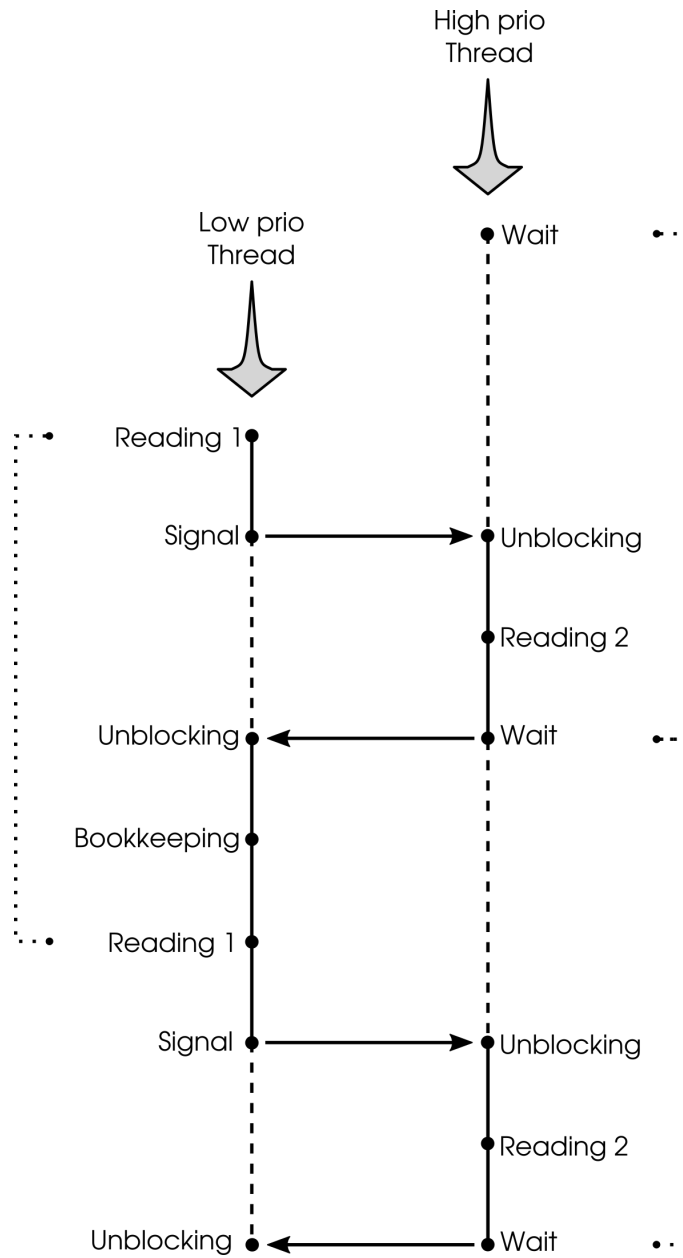 High prio
Thread
Low prio
Thread
Wait
Reading 1
Signal
Unblocking
Reading 2
Unblocking
Wait
Bookkeeping
Reading 1
Signal
Unblocking
Reading 2
Unblocking
Wait